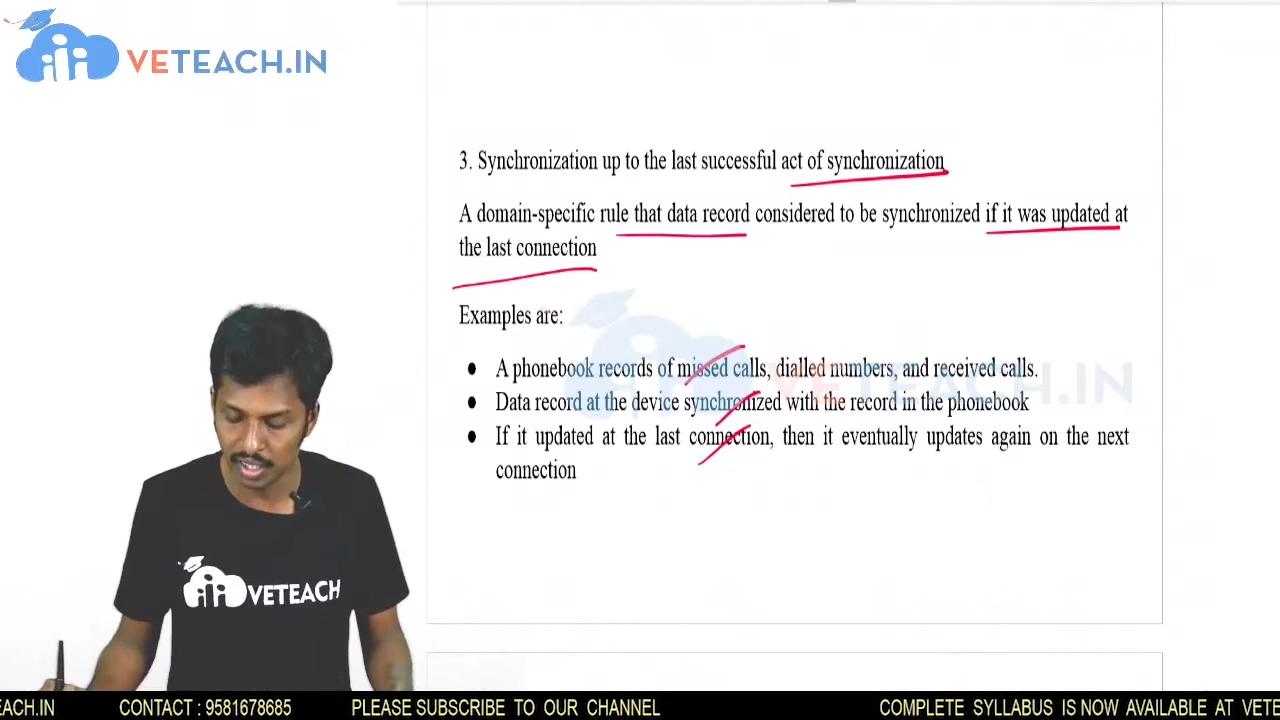 VETEACH.IN
3. Synchronization up to the last successful act of synchronization
A domain-specific rule that data record considered to be synchronized if it was updated at
the last connection
Examples are:
● A phonebook records of missed calls, dialled numbers, and received calls.
● Data record at the device synchronized with the record in the phonebook
● If it updated at the last connection, then it eventually updates again on the next
connection
VETEACH.IN
VETEACH
EACH.IN CONTACT : 9581678685 PLEASE SUBSCRIBE TO OUR CHANNEL COMPLETE SYLLABUS IS NOW AVAILABLE AT VETE